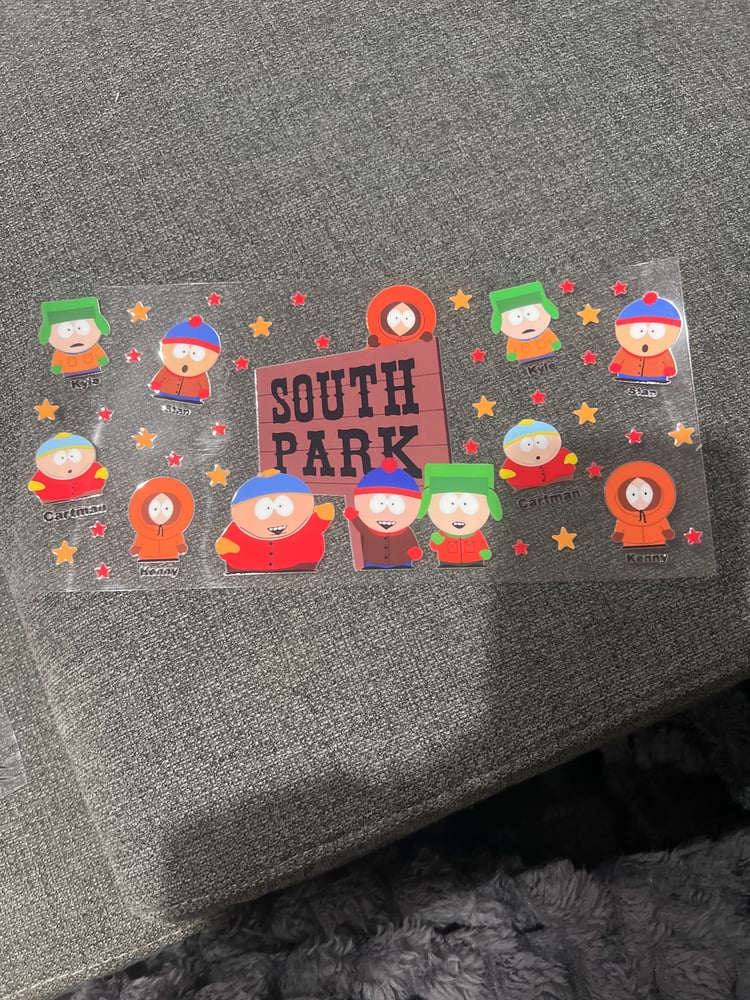 SOUTH
PARK
Kyle
Stan
Cartman
Kenny
Kyle
Stan
Cartman
Kenny